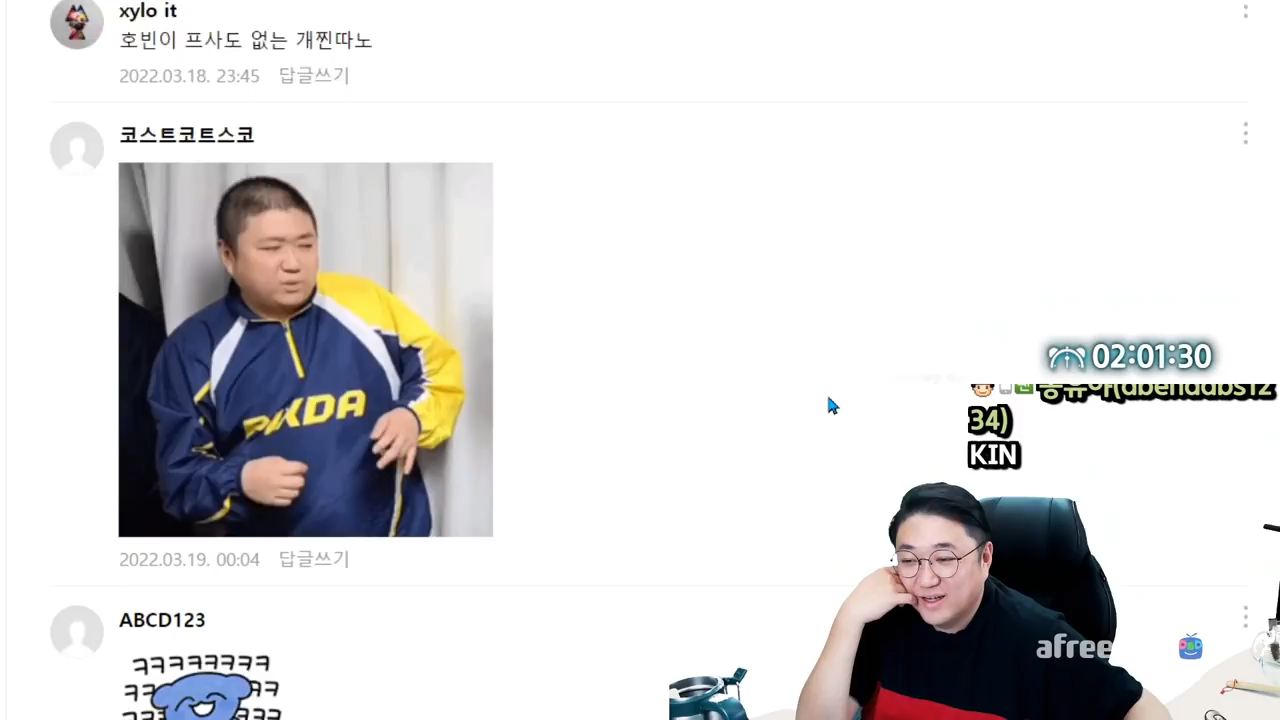 xylo it
호빈이 프사도 없는 개찐따노
2022.03.18. 23:45 답글쓰기
코스트코트스코
2022.03.19. 00:04 답글쓰기
ABCD123
ㅋㅋㅋㅋㅋㅋㅋㅋ
02:01:30
34)
KIN
afree